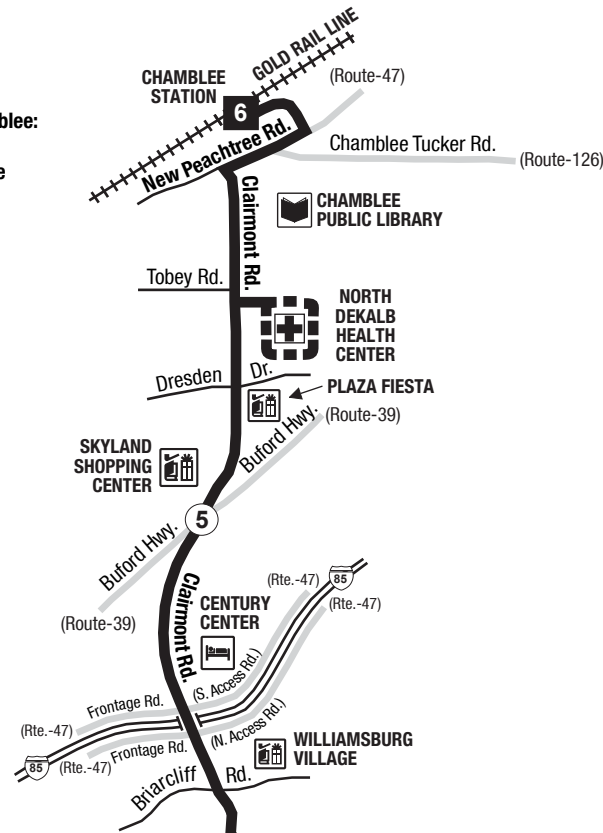 GOLD RAIL LINE
CHAMBLEE
STATION
(Route-47)
blee:
6
New Peachtree Rd.
Chamblee Tucker Rd.
(Route-126)
e
Clairmont Rd.
CHAMBLEE
PUBLIC LIBRARY
Tobey Rd.
NORTH
DEKALB
HEALTH
CENTER
Dresden Dr.
PLAZA FIESTA
(Route-39)
Buford Hwy.
SKYLAND
SHOPPING
CENTER
5
Buford Hwy.
(Route-39)
Clairmont Rd.
(Rte.-47)
85
(Rte.-47)
CENTURY
CENTER
(S. Access Rd.)
Frontage Rd.
(Rte.-47)
85
(Rte.-47)
Frontage Rd.
(N. Access Rd.)
WILLIAMSBURG
VILLAGE
Briarcliff Rd.